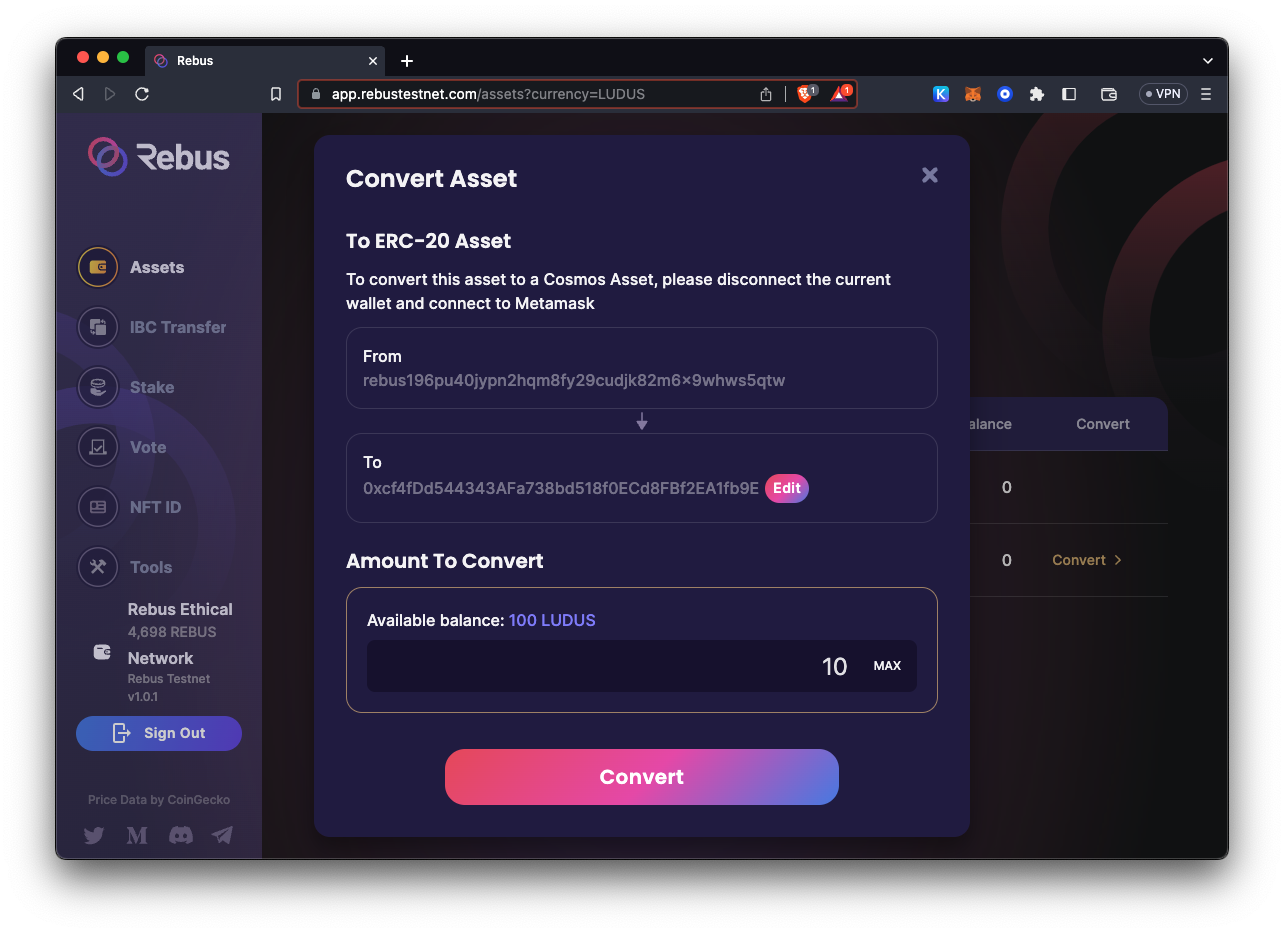 Rebus
app.rebustestnet.com/assets?currency=LUDUS
1
1
K
VPN
Rebus
Assets
IBC Transfer
Stake
Vote
NFT ID
Tools
Rebus Ethical
4,698 REBUS
Network
Rebus Testnet
v1.0.1
Sign Out
Price Data by CoinGecko
Convert Asset
To ERC-20 Asset
To convert this asset to a Cosmos Asset, please disconnect the current
wallet and connect to Metamask
From
rebus196pu40jypn2hqm8fy29cudjk82m6×9whws5qtw
To
0xcf4fDd544343AFa738bd518f0ECd8FBf2EA1fb9E Edit
Amount To Convert
Available balance: 100 LUDUS
10 MAX
Convert
alance Convert
0
0 Convert